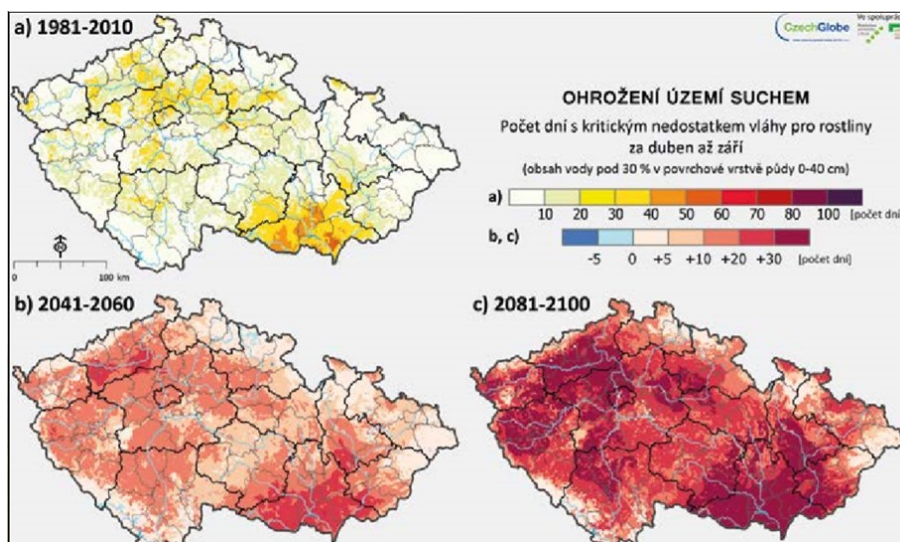 a) 1981-2010
CzechGlobe
Ve spolupráci
OHROŽENÍ ÚZEMÍ SUCHEM
Počet dní s kritickým nedostatkem vláhy pro rostliny
za duben až září
(obsah vody pod 30 % v povrchové vrstvě půdy 0-40 cm)
a)
10 20 30 40 50 60 70 80 100 [počet dní]
b, c)
-5 0 +5 +10 +20 +30 [počet dní]
0 100 km
b) 2041-2060
c) 2081-2100